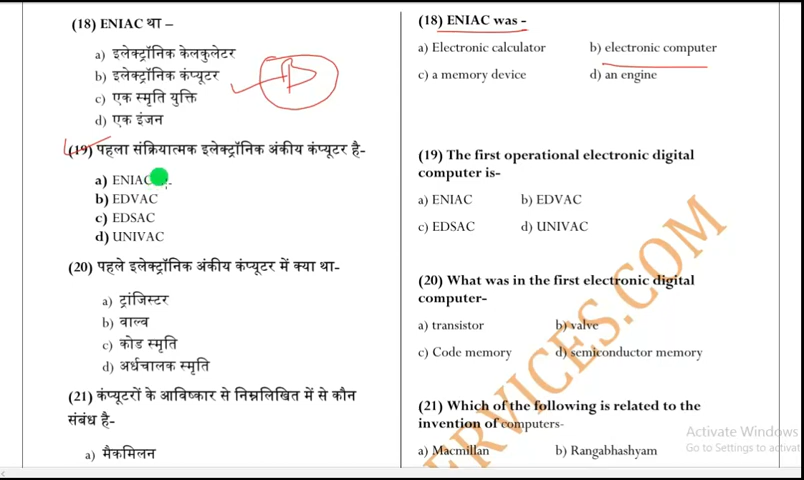 (18) ENIAC था –
a) इलेक्ट्रॉनिक केलकुलेटर
b) इलेक्ट्रॉनिक कंप्यूटर
c) एक स्मृति युक्ति
d) एक इंजन
B
(19) पहला संक्रियात्मक इलेक्ट्रॉनिक अंकीय कंप्यूटर है-
a) ENIAC
b) EDVAC
c) EDSAC
d) UNIVAC
(20) पहले इलेक्ट्रॉनिक अंकीय कंप्यूटर में क्या था-
a) ट्रांजिस्टर
b) वाल्व
c) कोड स्मृति
d) अर्धचालक स्मृति
(21) कंप्यूटरों के आविष्कार से निम्नलिखित में से कौन
संबंध है-
a) मैकमिलन
(18) ENIAC was -
a) Electronic calculator b) electronic computer
c) a memory device d) an engine
(19) The first operational electronic digital
computer is-
a) ENIAC b) EDVAC
c) EDSAC d) UNIVAC
(20) What was in the first electronic digital
computer-
a) transistor b) valve
c) Code memory d) semiconductor memory
(21) Which of the following is related to the
invention of computers-
a) Macmillan b) Rangabhashyam
SERVICES.COM
Activate Windows
Go to Settings to activat